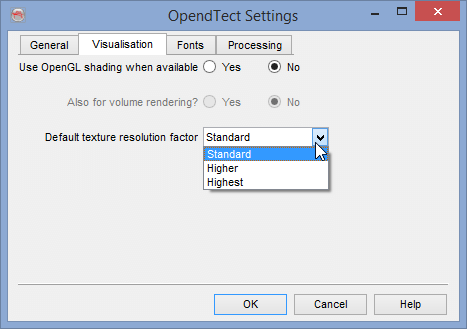 OpendTect Settings
General Visualisation Fonts Processing
Use OpenGL shading when available Yes No
Also for volume rendering? Yes No
Default texture resolution factor Standard
Standard
Higher
Highest
OK Cancel Help